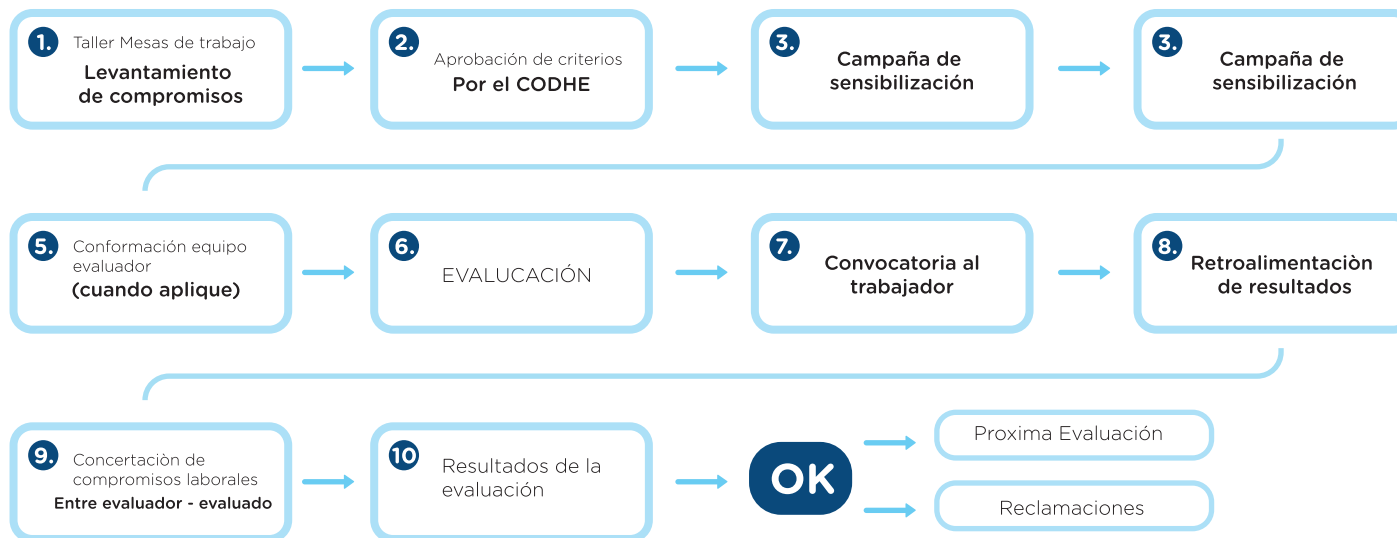 1.
Taller Mesas de trabajo
Levantamiento
de compromisos
2.
Aprobación de criterios
Por el CODHE
3.
Campaña de
sensibilización
3.
Campaña de
sensibilización
5.
Conformación equipo
evaluador
(cuando aplique)
6.
EVALUCACIÓN
7.
Convocatoria al
trabajador
8.
Retroalimentaciòn
de resultados
9.
Concertaciòn de
compromisos laborales
Entre evaluador - evaluado
10
Resultados de la
evaluación
OK
Proxima Evaluación
Reclamaciones